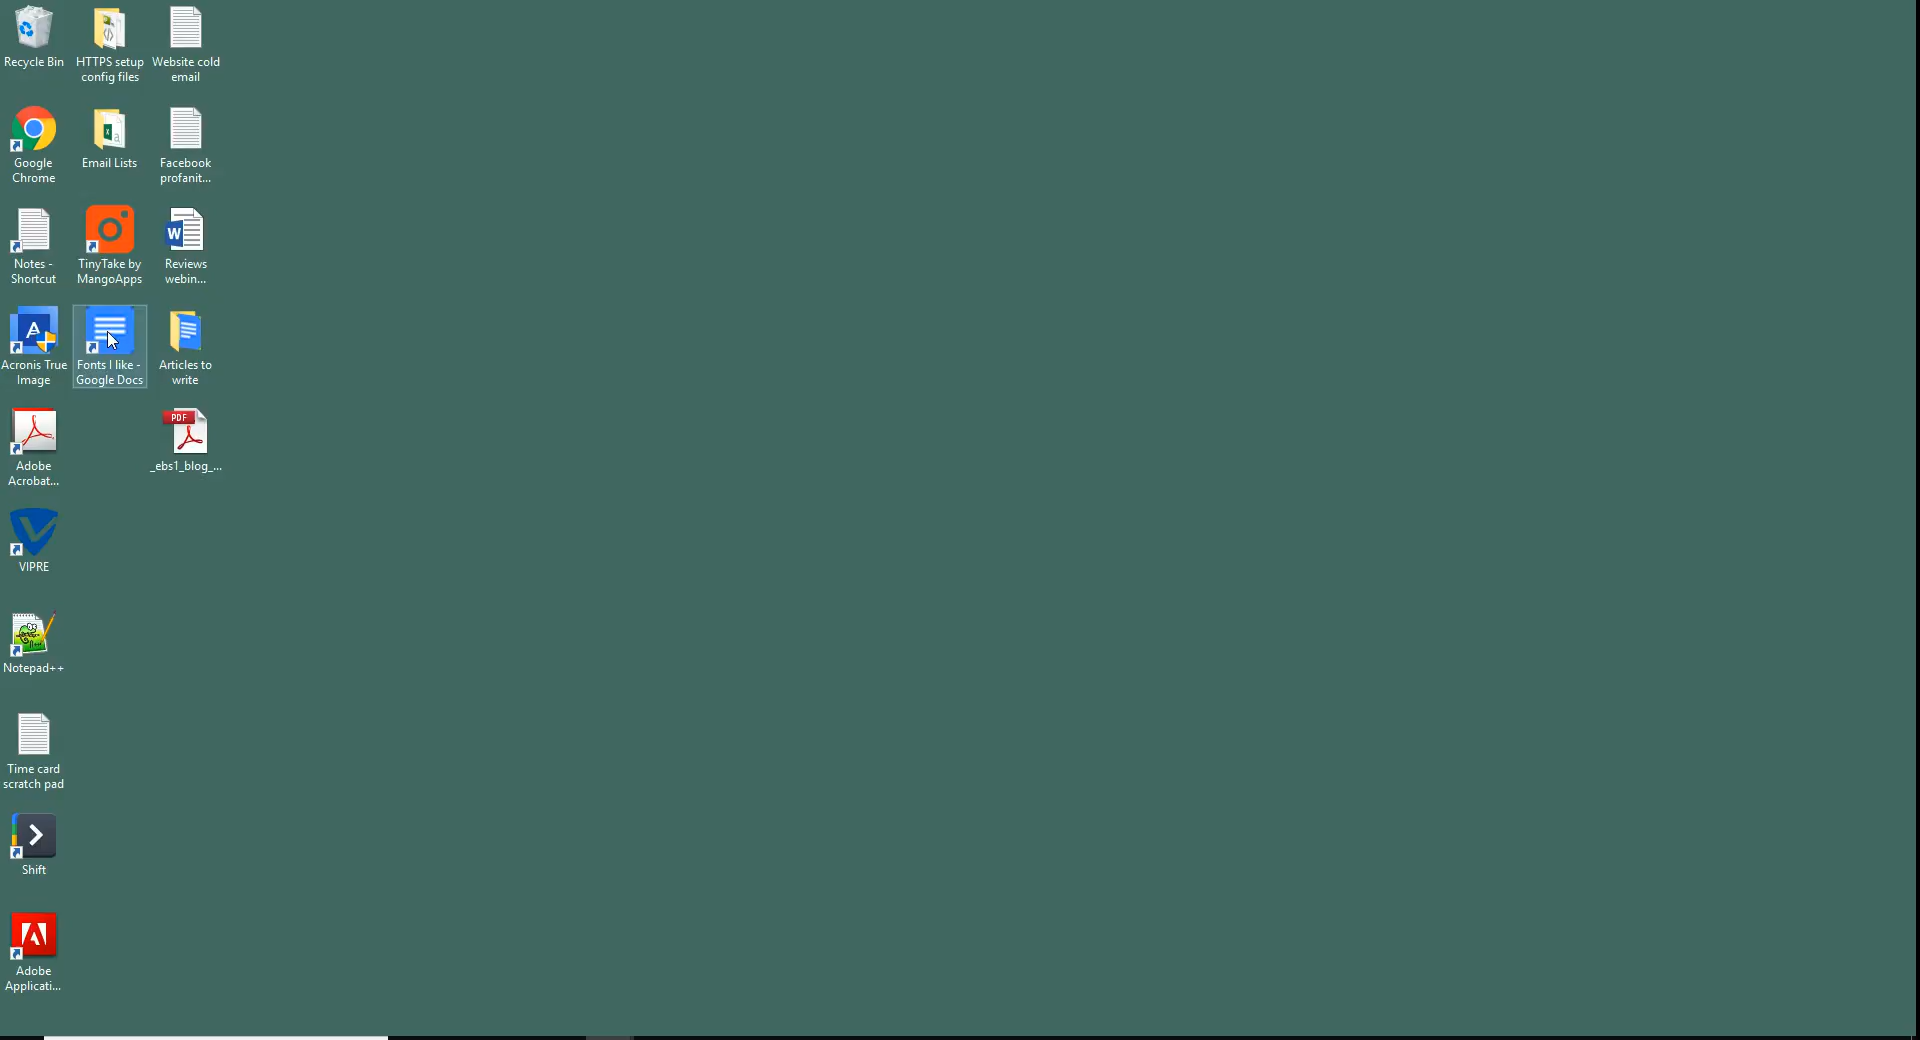 Recycle Bin
HTTPS setup
config files
Website cold
email
Google
Chrome
Email Lists
Facebook
profanit...
Notes -
Shortcut
TinyTake by
MangoApps
W
Reviews
webin...
A
Acronis True
Image
Fonts I like -
Google Docs
Articles to
write
Adobe
Acrobat...
PDF
_ebs1_blog_...
VIPRE
Notepad++
Time card
scratch pad
Shift
Adobe
Applicati...